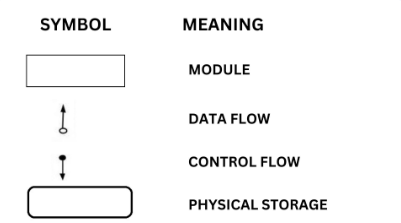 SYMBOL MEANING
MODULE
DATA FLOW
CONTROL FLOW
PHYSICAL STORAGE